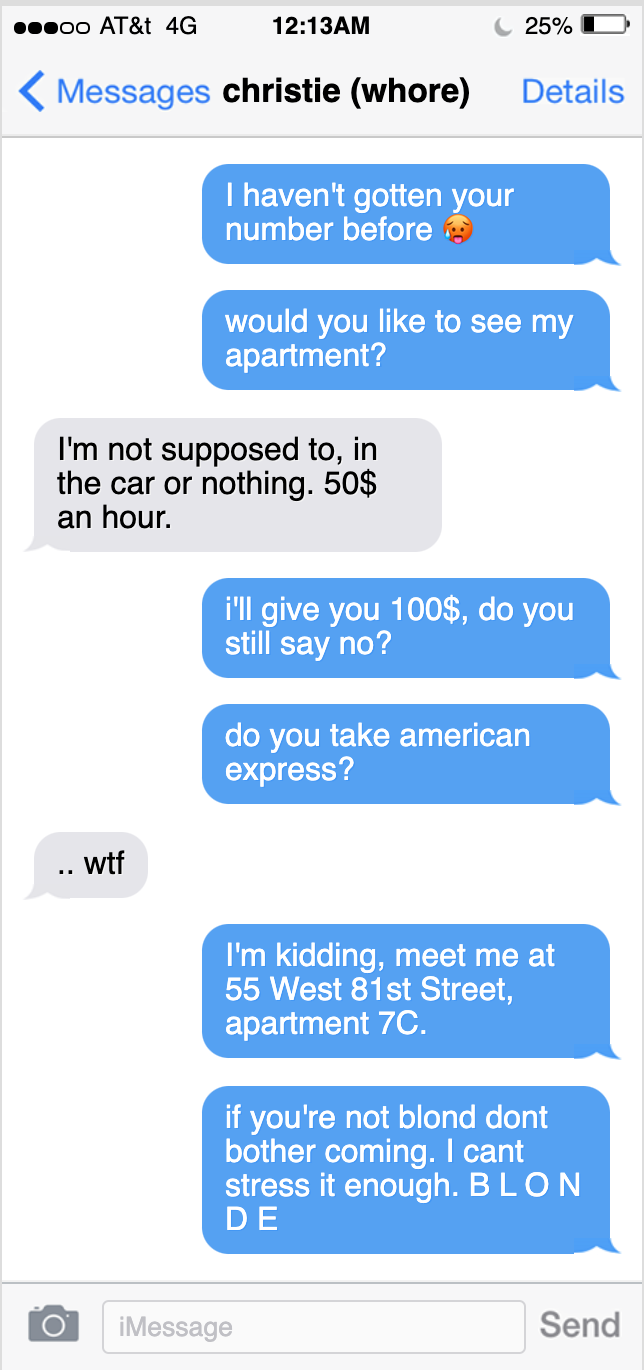 AT&t 4G 12:13AM 25%
Messages christie (whore) Details
I haven't gotten your
number before 🥵
would you like to see my
apartment?
I'm not supposed to, in
the car or nothing. 50$
an hour.
i'll give you 100$, do you
still say no?
do you take american
express?
.. wtf
I'm kidding, meet me at
55 West 81st Street,
apartment 7C.
if you're not blond dont
bother coming. I cant
stress it enough. B L O N
D E
iMessage Send